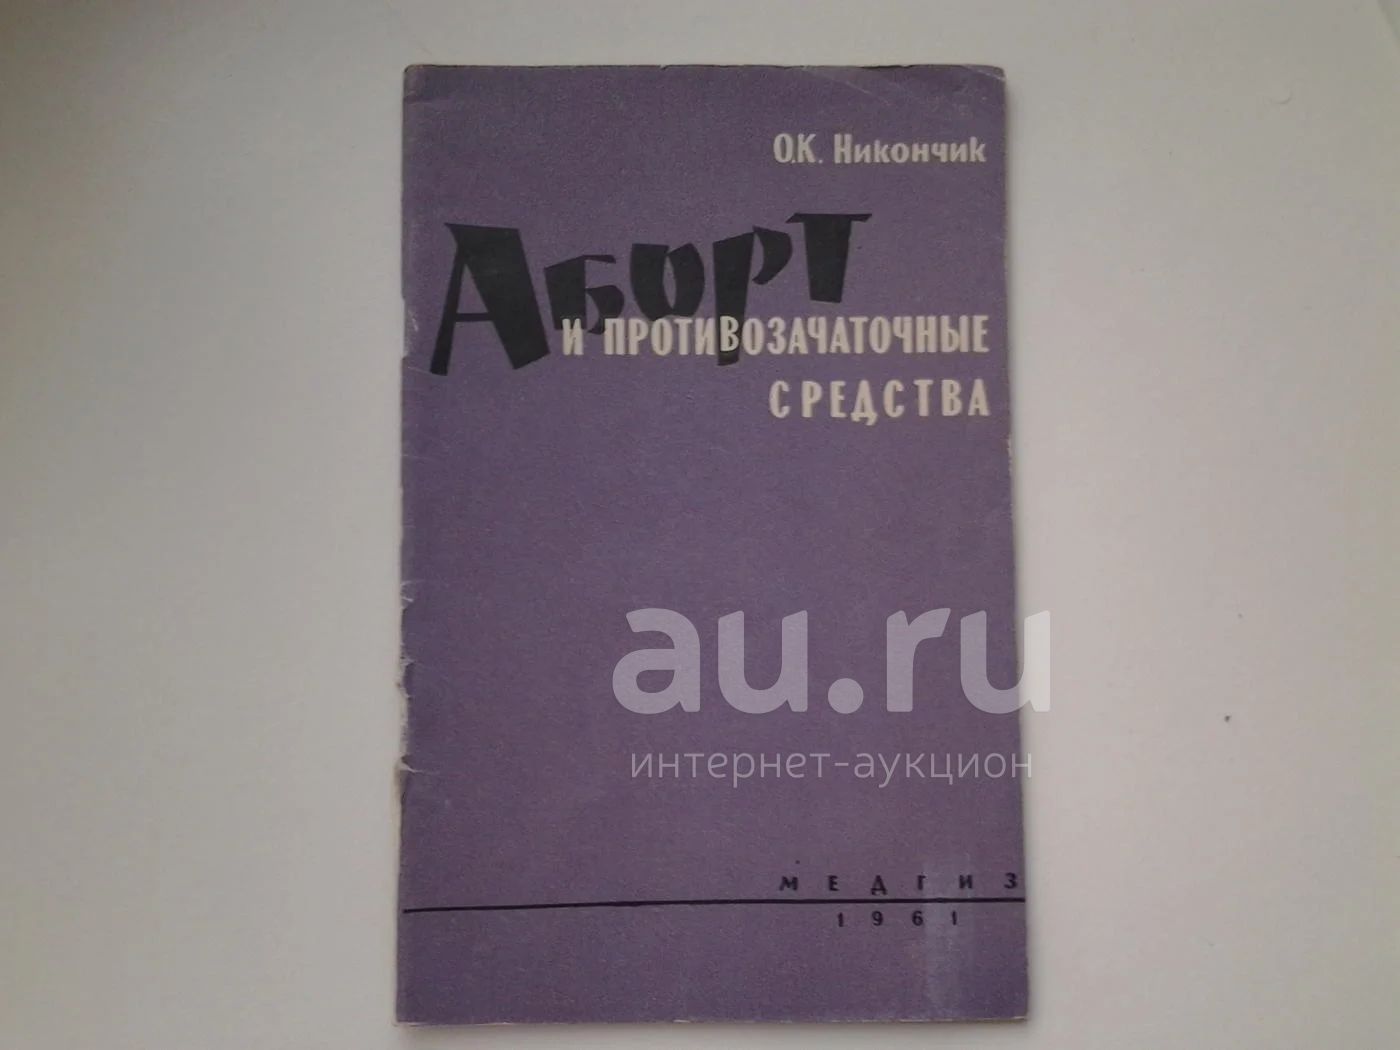 О.К. Никончик
Аборт
и противозачаточные
средства
au.ru
интернет-аукцион
МЕДГИЗ
1961